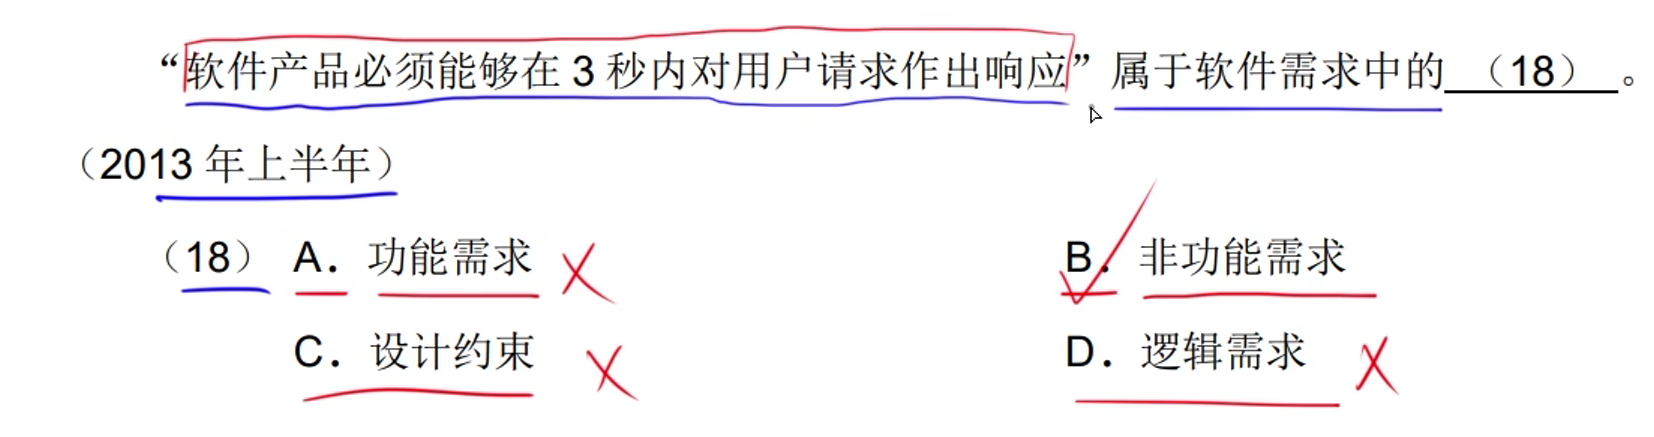 “软件产品必须能够在 3 秒内对用户请求作出响应”属于软件需求中的 （18） 。
（2013 年上半年）
（18） A．功能需求 B．非功能需求
C．设计约束 D．逻辑需求